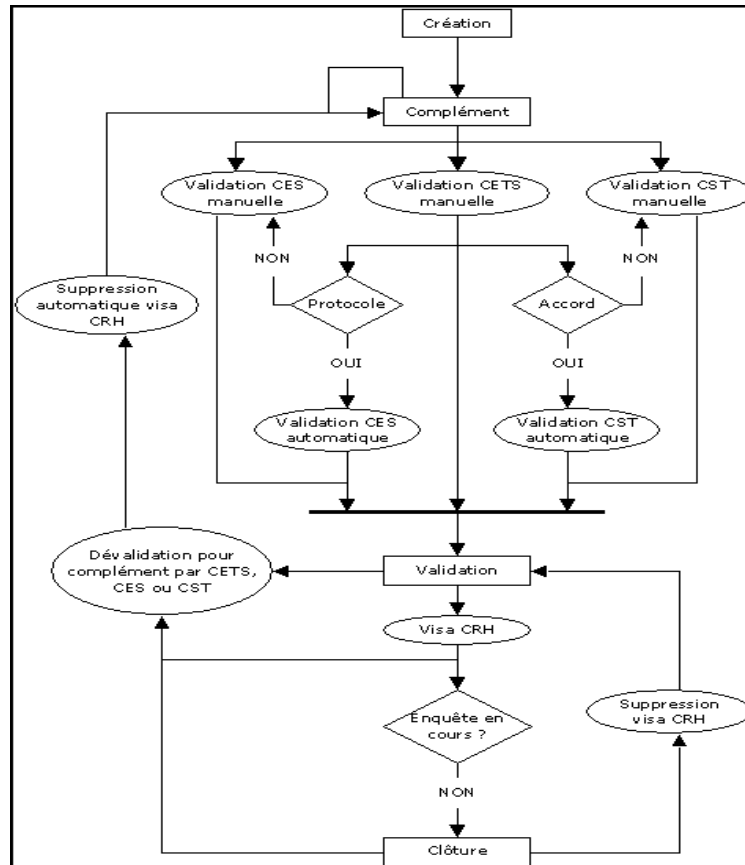 Création
Complément
Validation CES
manuelle
Validation CETS
manuelle
Validation CST
manuelle
NON
NON
Suppression
automatique visa
CRH
Protocole
Accord
OUI
OUI
Validation CES
automatique
Validation CST
automatique
Dévalidation pour
complément par CETS,
CES ou CST
Validation
Visa CRH
Enquête en
cours ?
Suppression
visa CRH
NON
Clôture